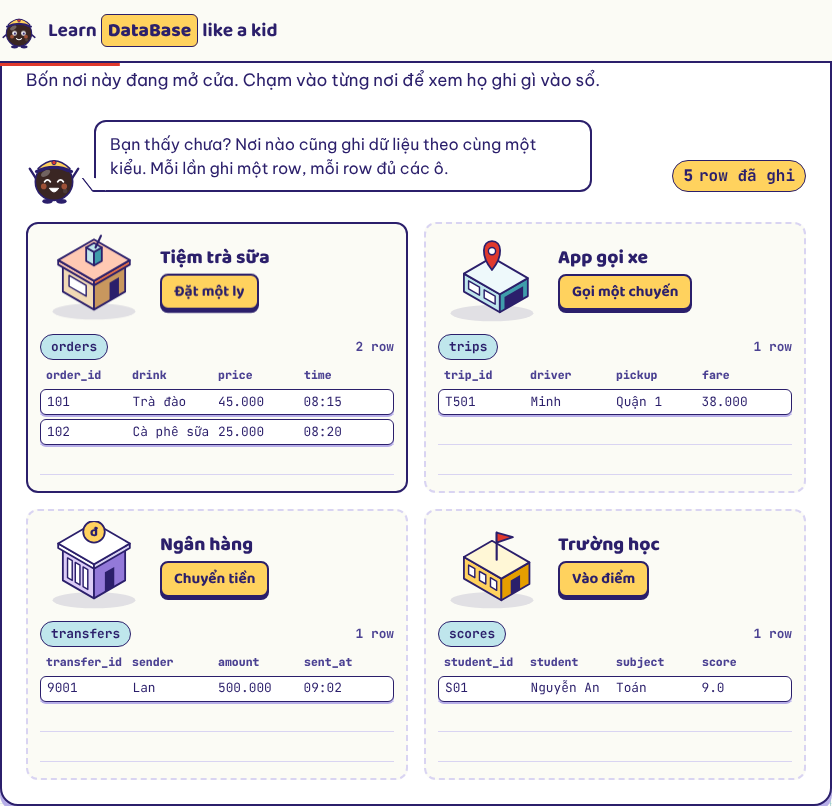 Learn DataBase like a kid
Bốn nơi này đang mở cửa. Chạm vào từng nơi để xem họ ghi gì vào sổ.
Bạn thấy chưa? Nơi nào cũng ghi dữ liệu theo cùng một
kiểu. Mỗi lần ghi một row, mỗi row đủ các ô.
5 row đã ghi
Tiệm trà sữa
Đặt một ly
orders 2 row
order_id drink price time
101 Trà đào 45.000 08:15
102 Cà phê sữa 25.000 08:20
App gọi xe
Gọi một chuyến
trips 1 row
trip_id driver pickup fare
T501 Minh Quận 1 38.000
đ
Ngân hàng
Chuyển tiền
transfers 1 row
transfer_id sender amount sent_at
9001 Lan 500.000 09:02
Trường học
Vào điểm
scores 1 row
student_id student subject score
S01 Nguyễn An Toán 9.0